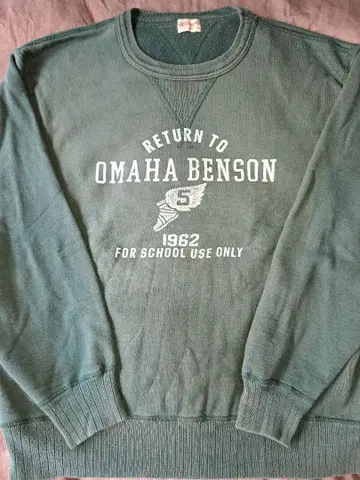 RETURN TO
OMAHA BENSON
5
1962
FOR SCHOOL USE ONLY